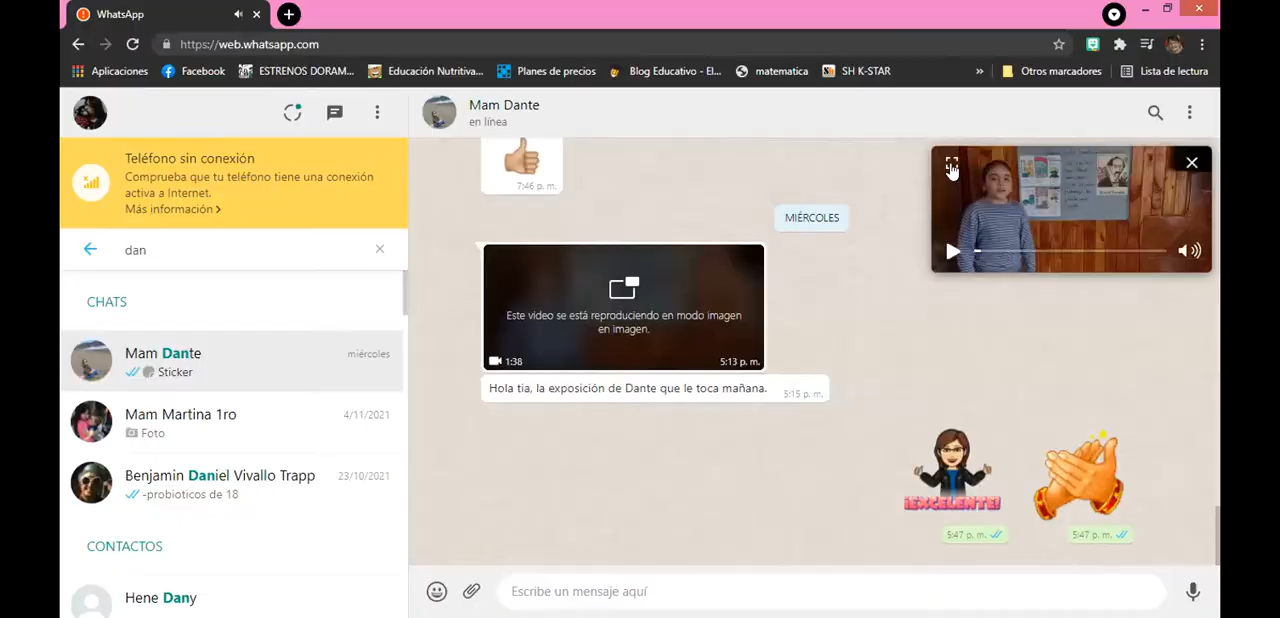 WhatsApp
https://web.whatsapp.com
Aplicaciones
Facebook
ESTRENOS DORAM...
Educación Nutritiva...
Planes de precios
Blog Educativo - El...
matematica
SH K-STAR
»
Otros marcadores
Lista de lectura
Teléfono sin conexión
Comprueba que tu teléfono tiene una conexión
activa a Internet.
Más información >
dan
CHATS
Mam Dante
miércoles
Sticker
Mam Martina 1ro
4/11/2021
Foto
Benjamin Daniel Vivallo Trapp
23/10/2021
-probioticos de 18
CONTACTOS
Hene Dany
Mam Dante
en línea
7:46 p. m.
MIÉRCOLES
Este video se está reproduciendo en modo imagen
en imagen.
1:38
5:13 p. m.
Hola tia, la exposición de Dante que le toca mañana.
5:15 p. m.
¡EXCELENTE!
5:47 p. m.
5:47 p. m.
Escribe un mensaje aquí